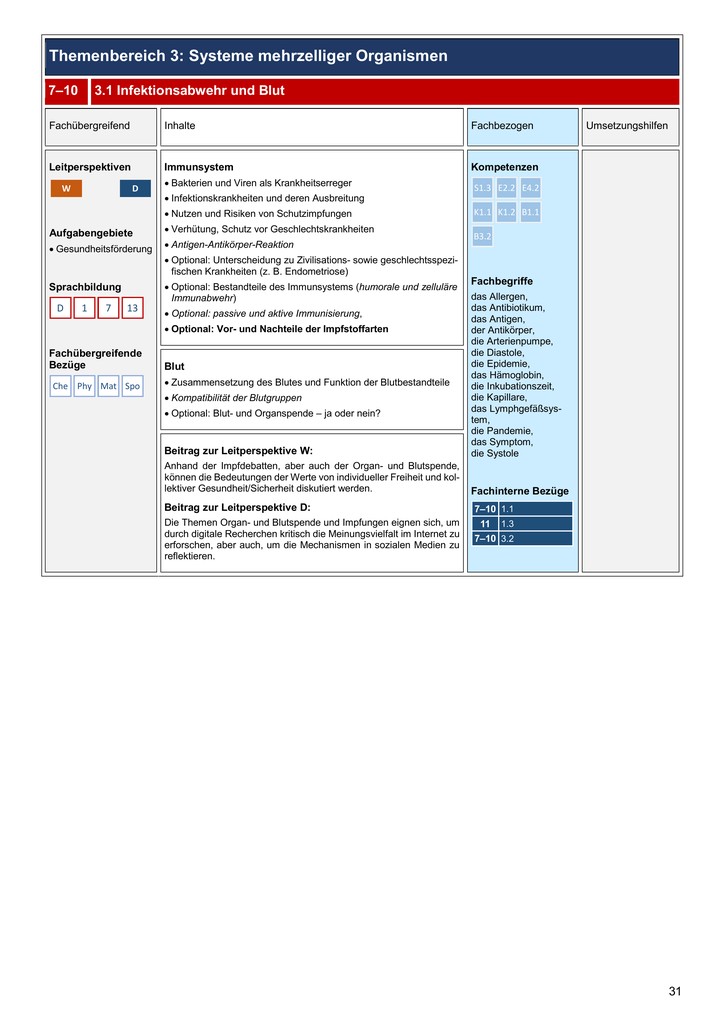 Themenbereich 3: Systeme mehrzelliger Organismen
7–10 3.1 Infektionsabwehr und Blut
Fachübergreifend
Inhalte
Fachbezogen
Umsetzungshilfen
Leitperspektiven
W D
Aufgabengebiete
• Gesundheitsförderung
Sprachbildung
D 1 7 13
Fachübergreifende
Bezüge
Che Phy Mat Spo
Immunsystem
• Bakterien und Viren als Krankheitserreger
• Infektionskrankheiten und deren Ausbreitung
• Nutzen und Risiken von Schutzimpfungen
• Verhütung, Schutz vor Geschlechtskrankheiten
• Antigen-Antikörper-Reaktion
• Optional: Unterscheidung zu Zivilisations- sowie geschlechtsspezi-
fischen Krankheiten (z. B. Endometriose)
• Optional: Bestandteile des Immunsystems (humorale und zelluläre
Immunabwehr)
• Optional: passive und aktive Immunisierung,
• Optional: Vor- und Nachteile der Impfstoffarten
Blut
• Zusammensetzung des Blutes und Funktion der Blutbestandteile
• Kompatibilität der Blutgruppen
• Optional: Blut- und Organspende – ja oder nein?
Beitrag zur Leitperspektive W:
Anhand der Impfdebatten, aber auch der Organ- und Blutspende,
können die Bedeutungen der Werte von individueller Freiheit und kol-
lektiver Gesundheit/Sicherheit diskutiert werden.
Beitrag zur Leitperspektive D:
Die Themen Organ- und Blutspende und Impfungen eignen sich, um
durch digitale Recherchen kritisch die Meinungsvielfalt im Internet zu
erforschen, aber auch, um die Mechanismen in sozialen Medien zu
reflektieren.
Kompetenzen
S1.3 E2.2 E4.2
K1.1 K1.2 B1.1
B3.2
Fachbegriffe
das Allergen,
das Antibiotikum,
das Antigen,
der Antikörper,
die Arterienpumpe,
die Diastole,
die Epidemie,
das Hämoglobin,
die Inkubationszeit,
die Kapillare,
das Lymphgefäßsys-
tem,
die Pandemie,
das Symptom,
die Systole
Fachinterne Bezüge
7–10 1.1
11 1.3
7–10 3.2
31